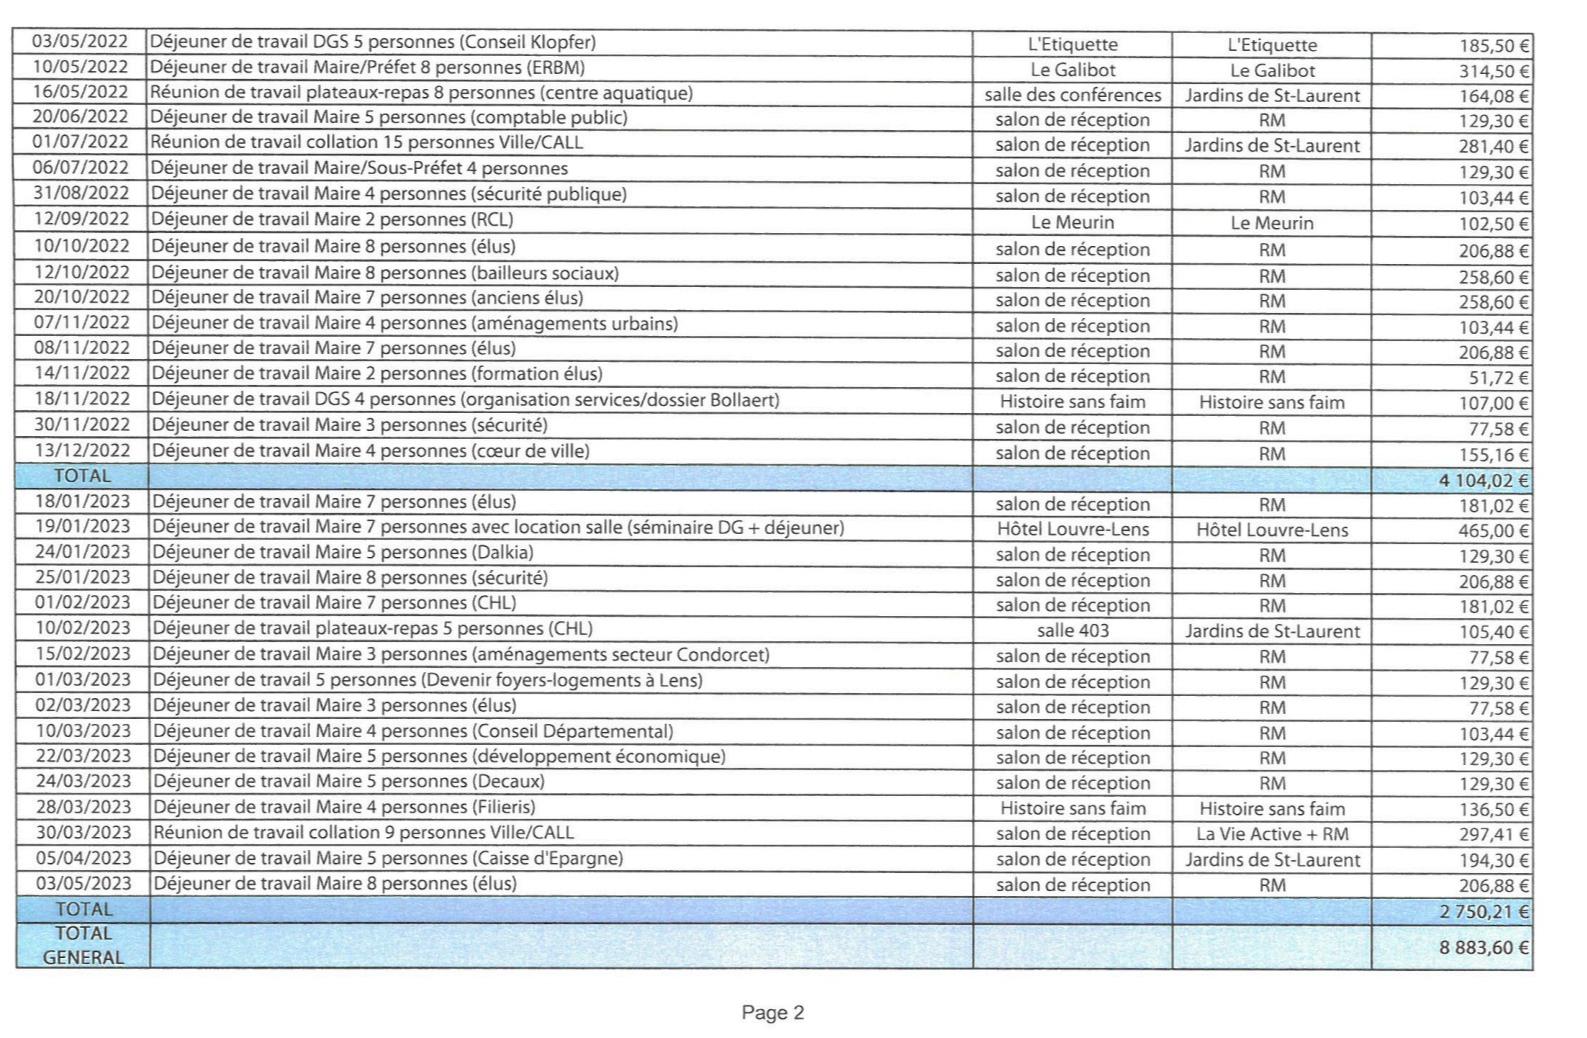 03/05/2022 Déjeuner de travail DGS 5 personnes (Conseil Klopfer) L'Etiquette L'Etiquette 185,50 €
10/05/2022 Déjeuner de travail Maire/Préfet 8 personnes (ERBM) Le Galibot Le Galibot 314,50 €
16/05/2022 Réunion de travail plateaux-repas 8 personnes (centre aquatique) salle des conférences Jardins de St-Laurent 164,08 €
20/06/2022 Déjeuner de travail Maire 5 personnes (comptable public) salon de réception RM 129,30 €
01/07/2022 Réunion de travail collation 15 personnes Ville/CALL salon de réception Jardins de St-Laurent 281,40 €
06/07/2022 Déjeuner de travail Maire/Sous-Préfet 4 personnes salon de réception RM 129,30 €
31/08/2022 Déjeuner de travail Maire 4 personnes (sécurité publique) salon de réception RM 103,44 €
12/09/2022 Déjeuner de travail Maire 2 personnes (RCL) Le Meurin Le Meurin 102,50 €
10/10/2022 Déjeuner de travail Maire 8 personnes (élus) salon de réception RM 206,88 €
12/10/2022 Déjeuner de travail Maire 8 personnes (bailleurs sociaux) salon de réception RM 258,60 €
20/10/2022 Déjeuner de travail Maire 7 personnes (anciens élus) salon de réception RM 258,60 €
07/11/2022 Déjeuner de travail Maire 4 personnes (aménagements urbains) salon de réception RM 103,44 €
08/11/2022 Déjeuner de travail Maire 7 personnes (élus) salon de réception RM 206,88 €
14/11/2022 Déjeuner de travail Maire 2 personnes (formation élus) salon de réception RM 51,72 €
18/11/2022 Déjeuner de travail DGS 4 personnes (organisation services/dossier Bollaert) Histoire sans faim Histoire sans faim 107,00 €
30/11/2022 Déjeuner de travail Maire 3 personnes (sécurité) salon de réception RM 77,58 €
13/12/2022 Déjeuner de travail Maire 4 personnes (cœur de ville) salon de réception RM 155,16 €
TOTAL 4 104,02 €
18/01/2023 Déjeuner de travail Maire 7 personnes (élus) salon de réception RM 181,02 €
19/01/2023 Déjeuner de travail Maire 7 personnes avec location salle (séminaire DG + déjeuner) Hôtel Louvre-Lens Hôtel Louvre-Lens 465,00 €
24/01/2023 Déjeuner de travail Maire 5 personnes (Dalkia) salon de réception RM 129,30 €
25/01/2023 Déjeuner de travail Maire 8 personnes (sécurité) salon de réception RM 206,88 €
01/02/2023 Déjeuner de travail Maire 7 personnes (CHL) salon de réception RM 181,02 €
10/02/2023 Déjeuner de travail plateaux-repas 5 personnes (CHL) salle 403 Jardins de St-Laurent 105,40 €
15/02/2023 Déjeuner de travail Maire 3 personnes (aménagements secteur Condorcet) salon de réception RM 77,58 €
01/03/2023 Déjeuner de travail 5 personnes (Devenir foyers-logements à Lens) salon de réception RM 129,30 €
02/03/2023 Déjeuner de travail Maire 3 personnes (élus) salon de réception RM 77,58 €
10/03/2023 Déjeuner de travail Maire 4 personnes (Conseil Départemental) salon de réception RM 103,44 €
22/03/2023 Déjeuner de travail Maire 5 personnes (développement économique) salon de réception RM 129,30 €
24/03/2023 Déjeuner de travail Maire 5 personnes (Decaux) salon de réception RM 129,30 €
28/03/2023 Déjeuner de travail Maire 4 personnes (Filieris) Histoire sans faim Histoire sans faim 136,50 €
30/03/2023 Réunion de travail collation 9 personnes Ville/CALL salon de réception La Vie Active + RM 297,41 €
05/04/2023 Déjeuner de travail Maire 5 personnes (Caisse d'Epargne) salon de réception Jardins de St-Laurent 194,30 €
03/05/2023 Déjeuner de travail Maire 8 personnes (élus) salon de réception RM 206,88 €
TOTAL 2 750,21 €
TOTAL
GENERAL 8 883,60 €
Page 2